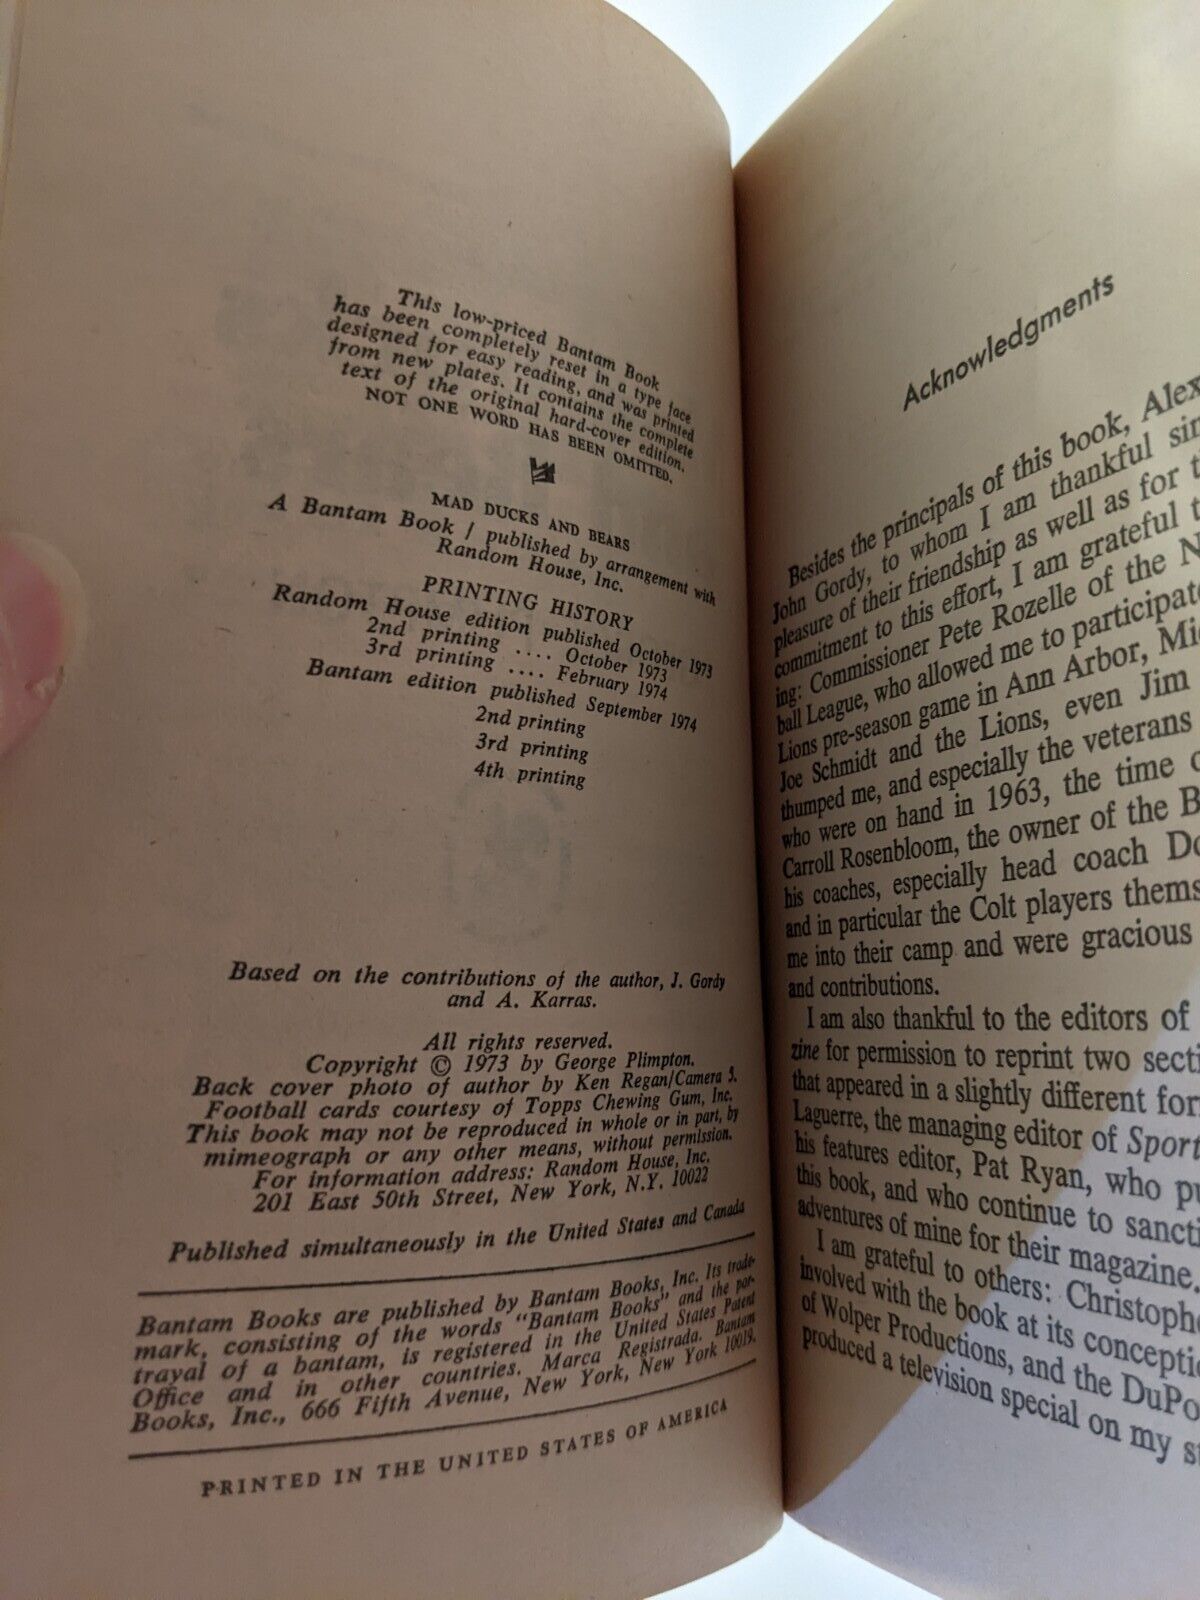 This low-priced Bantam Book
has been completely reset in a type face
designed for easy reading, and was printed
from new plates. It contains the complete
text of the original hard-cover edition.
NOT ONE WORD HAS BEEN OMITTED.
MAD DUCKS AND BEARS
A Bantam Book / published by arrangement with
Random House, Inc.
PRINTING HISTORY
Random House edition published October 1973
2nd printing .... October 1973
3rd printing .... February 1974
Bantam edition published September 1974
2nd printing
3rd printing
4th printing
Based on the contributions of the author, J. Gordy
and A. Karras.
All rights reserved.
Copyright © 1973 by George Plimpton.
Back cover photo of author by Ken Regan/Camera 5.
Football cards courtesy of Topps Chewing Gum, Inc.
This book may not be reproduced in whole or in part, by
mimeograph or any other means, without permission.
For information address: Random House, Inc.
201 East 50th Street, New York, N.Y. 10022
Published simultaneously in the United States and Canada
Bantam Books are published by Bantam Books, Inc. Its trade-
mark, consisting of the words "Bantam Books" and the por-
trayal of a bantam, is registered in the United States Patent
Office and in other countries. Marca Registrada. Bantam
Books, Inc., 666 Fifth Avenue, New York, New York 10019.
PRINTED IN THE UNITED STATES OF AMERICA
Acknowledgments
Besides the principals of this book, Alex
John Gordy, to whom I am thankful
pleasure of their friendship as well as for
commitment to this effort, I am grateful
ing: Commissioner Pete Rozelle of the
ball League, who allowed me to participate
Lions pre-season game in Ann Arbor,
Joe Schmidt and the Lions, even Jim
thumped me, and especially the veterans
who were on hand in 1963, the time
Carroll Rosenbloom, the owner of the
his coaches, especially head coach
and in particular the Colt players
me into their camp and were gracious
and contributions.
I am also thankful to the editors of
zine for permission to reprint two
that appeared in a slightly different
Laguerre, the managing editor of
his features editor, Pat Ryan, who
this book, and who continue to
adventures of mine for their magazine.
I am grateful to others:
involved with the book at its
of Wolper Productions, and the
produced a television special on my